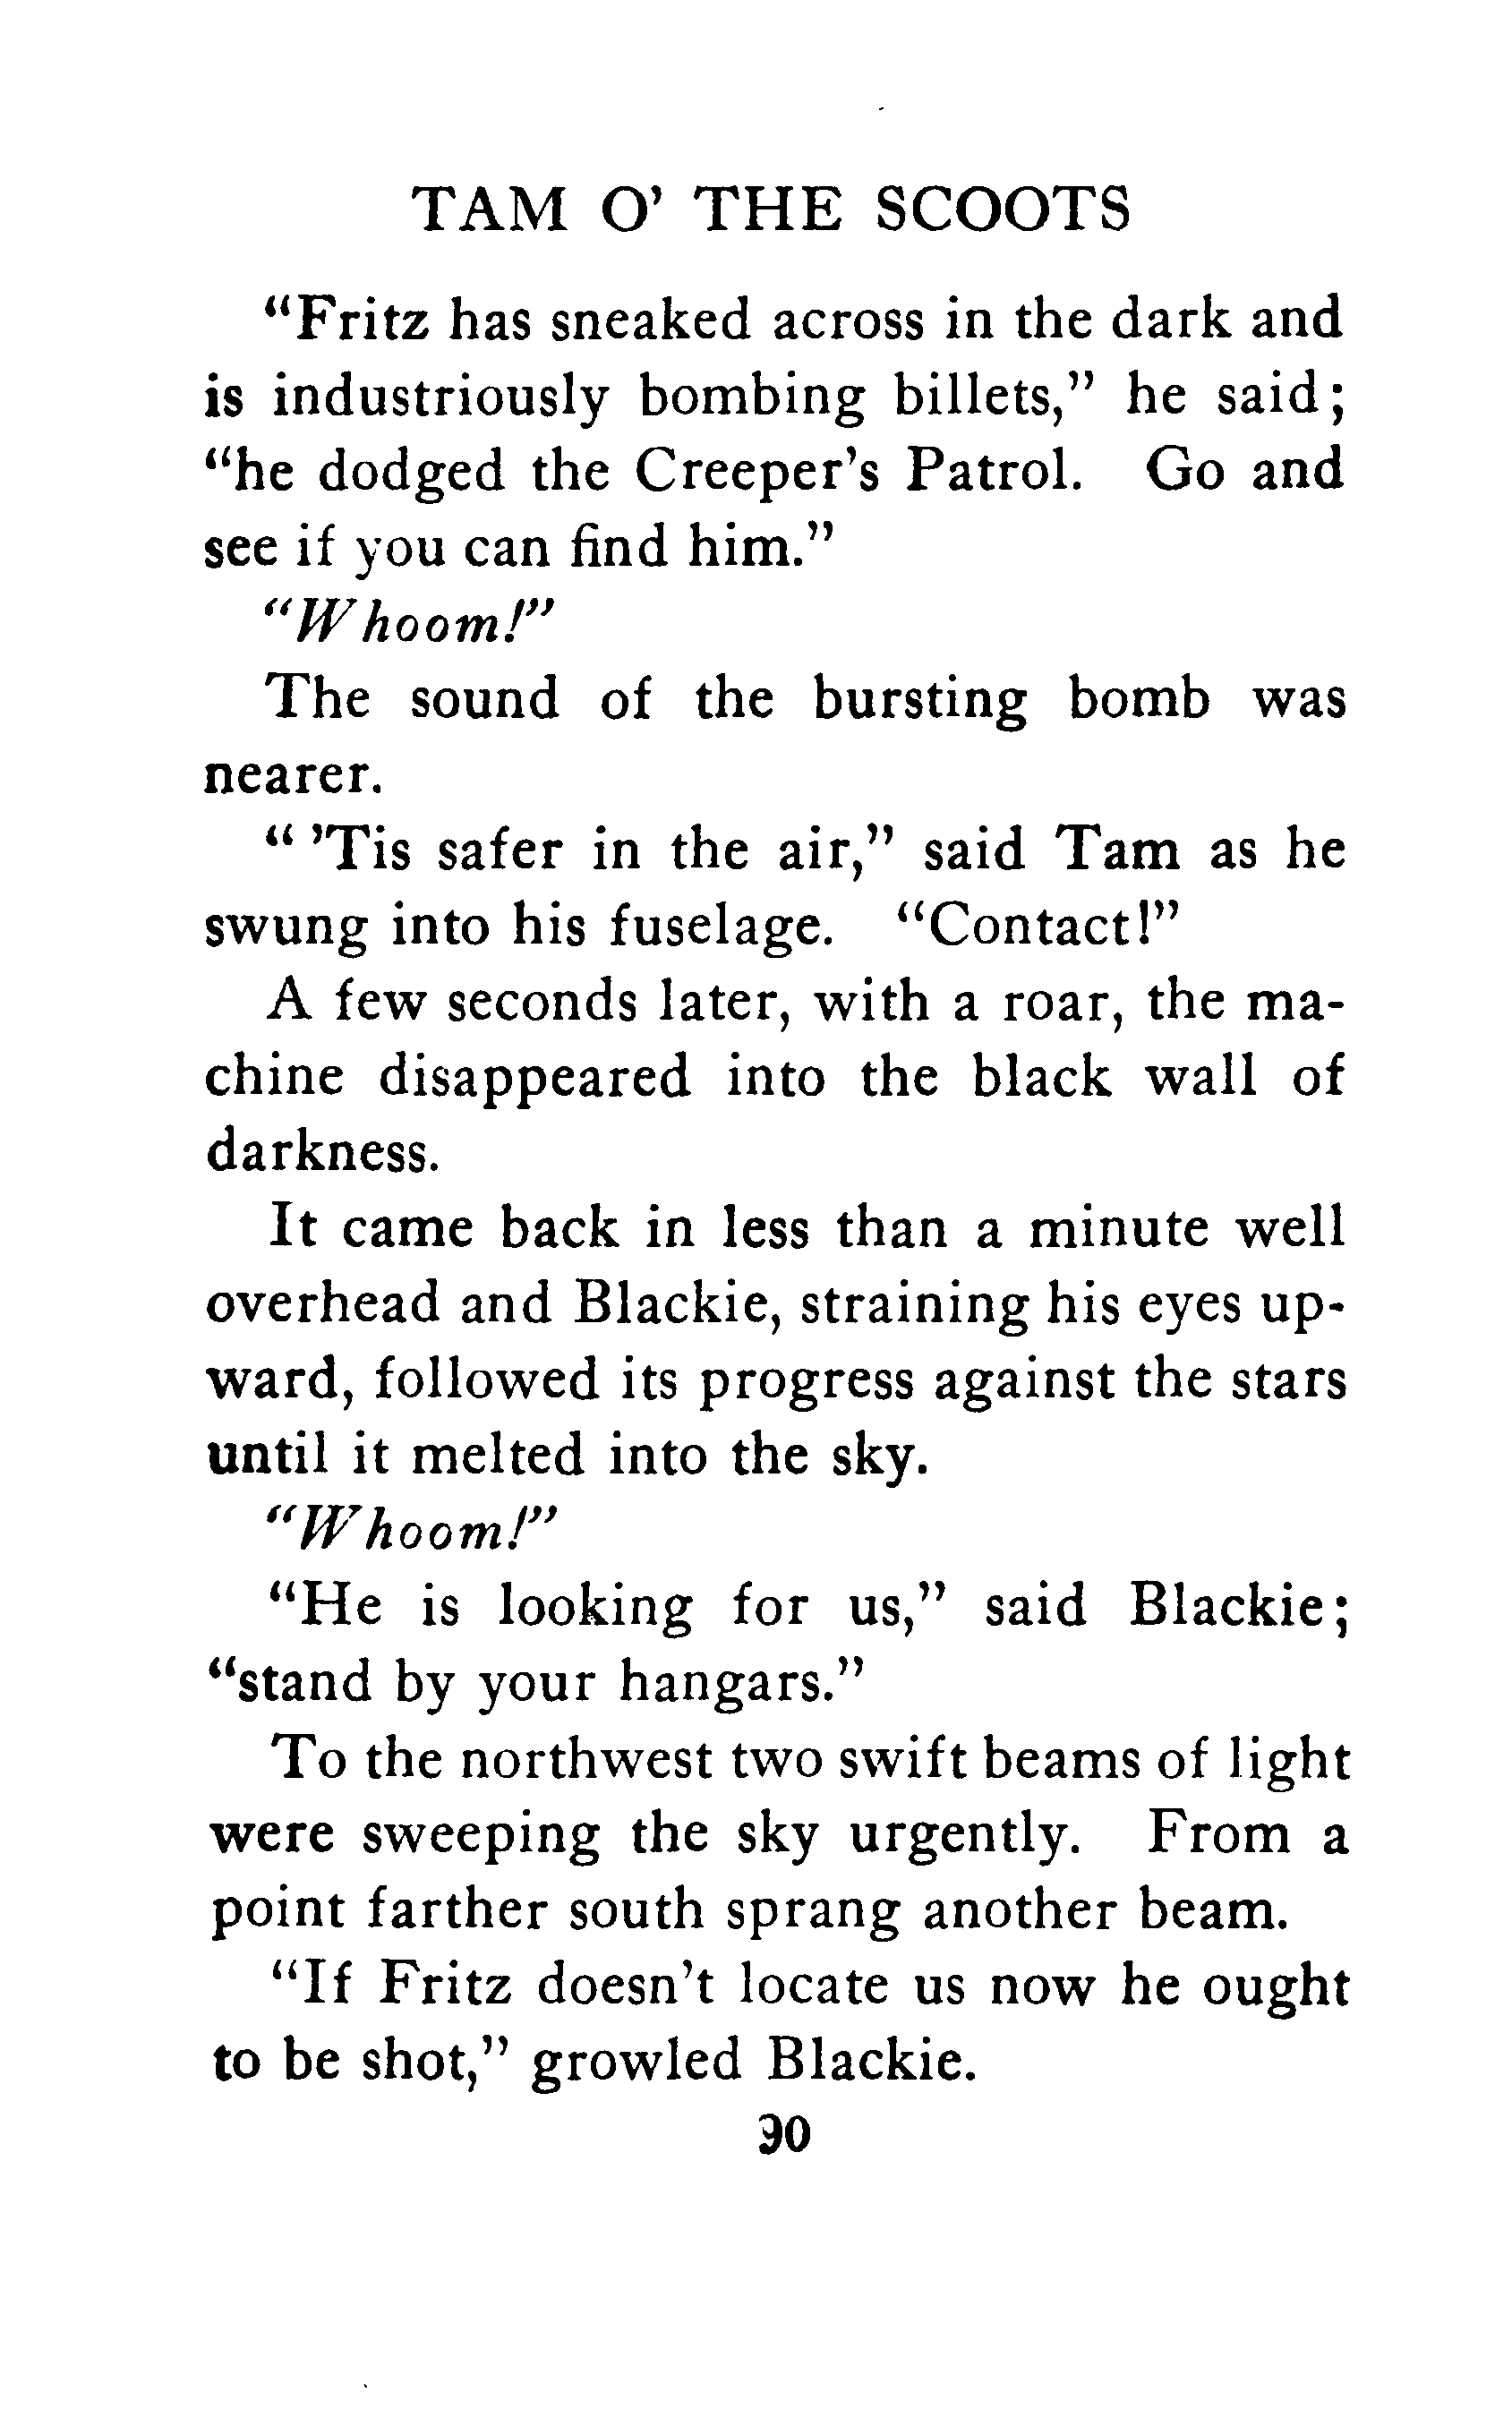 TAM O' THE SCOOTS
“Fritz has sneaked across in the dark and
is industriously bombing billets,” he said;
“he dodged the Creeper's Patrol. Go and
see if you can find him.”
“Whoom!”
The sound of the bursting bomb was
nearer.
“ 'Tis safer in the air,” said Tam as he
swung into his fuselage. “Contact!”
A few seconds later, with a roar, the ma-
chine disappeared into the black wall of
darkness.
It came back in less than a minute well
overhead and Blackie, straining his eyes up-
ward, followed its progress against the stars
until it melted into the sky.
“Whoom!”
“He is looking for us,” said Blackie;
“stand by your hangars.”
To the northwest two swift beams of light
were sweeping the sky urgently. From a
point farther south sprang another beam.
“If Fritz doesn't locate us now he ought
to be shot,” growled Blackie.
90